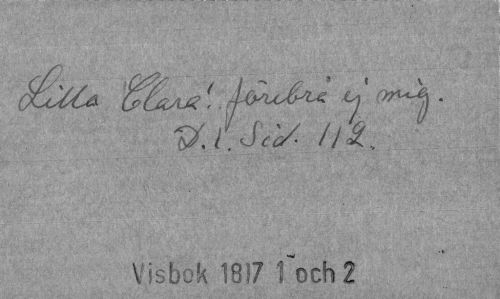 Lilla Clara! förebrå ej mig.
D.1. Sid. 112.
Visbok 1817 1 och 2